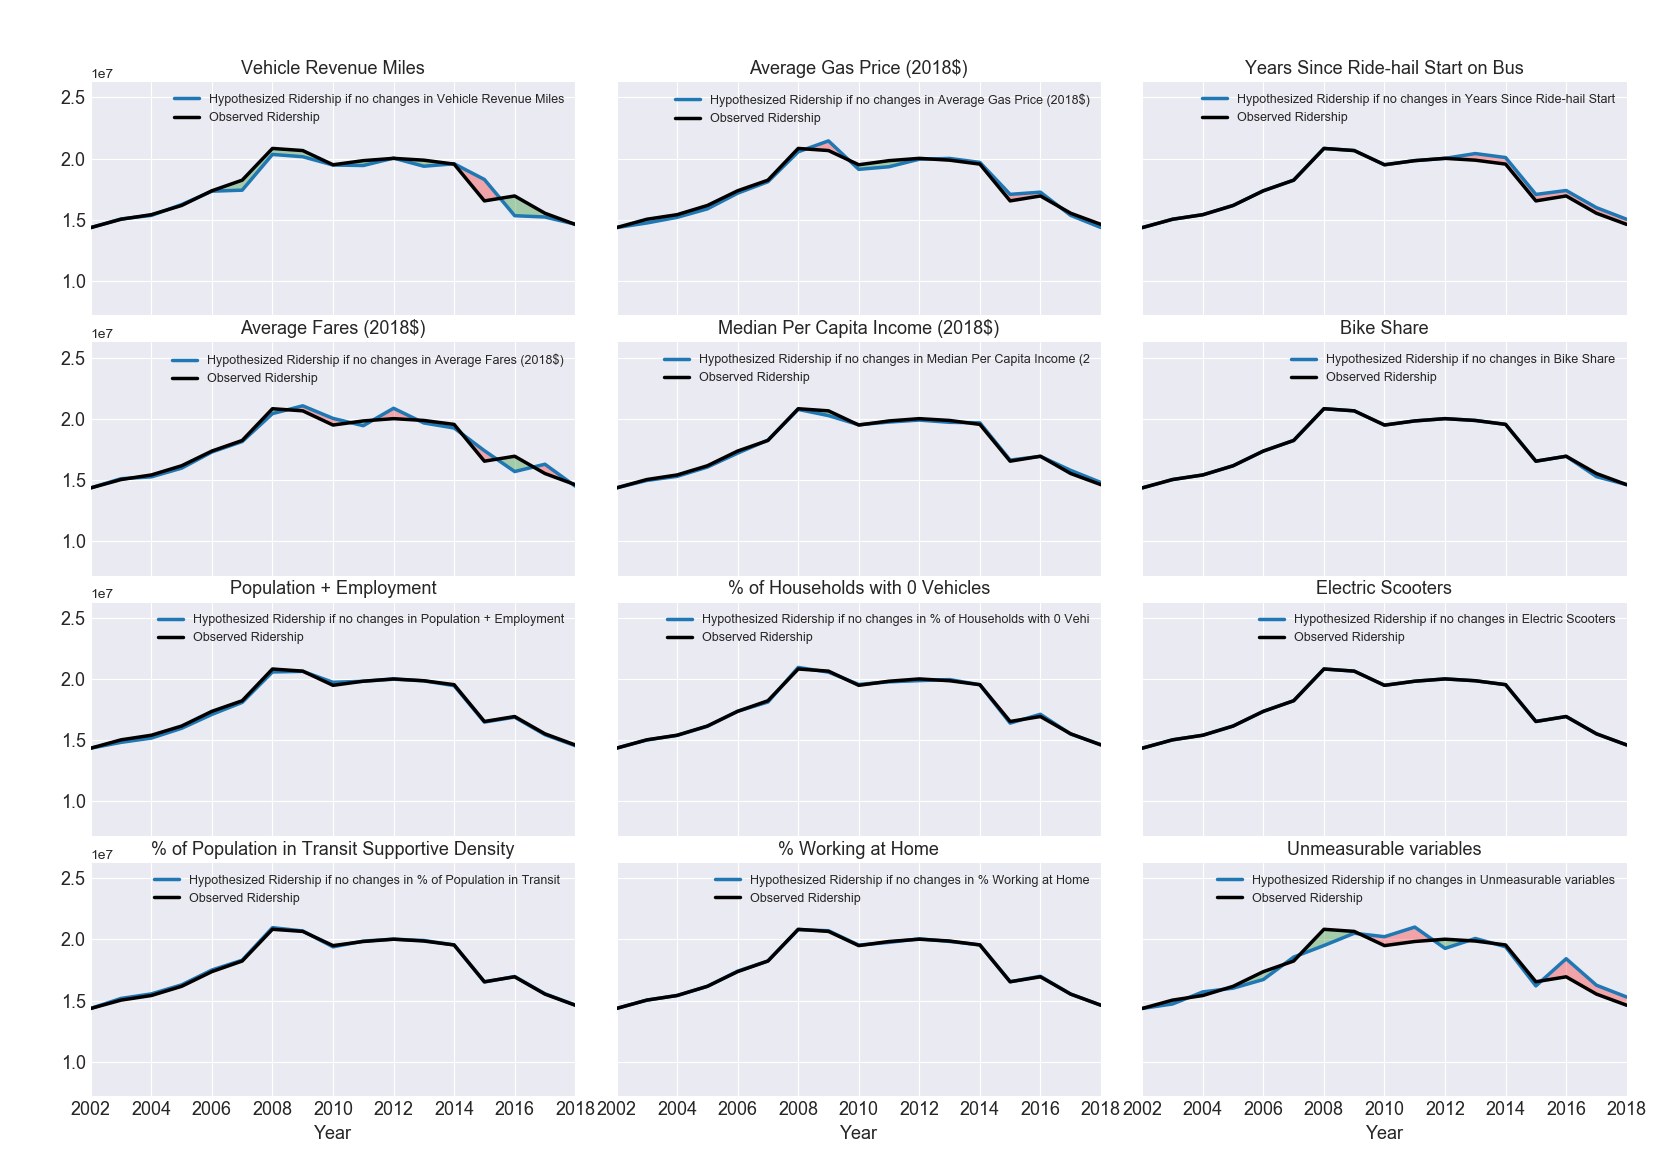 Vehicle Revenue Miles
1e7
2.5
2.0
1.5
1.0
Hypothesized Ridership if no changes in Vehicle Revenue Miles
Observed Ridership
Average Gas Price (2018$)
Hypothesized Ridership if no changes in Average Gas Price (2018$)
Observed Ridership
Years Since Ride-hail Start on Bus
Hypothesized Ridership if no changes in Years Since Ride-hail Start
Observed Ridership
Average Fares (2018$)
1e7
2.5
2.0
1.5
1.0
Hypothesized Ridership if no changes in Average Fares (2018$)
Observed Ridership
Median Per Capita Income (2018$)
Hypothesized Ridership if no changes in Median Per Capita Income (2
Observed Ridership
Bike Share
Hypothesized Ridership if no changes in Bike Share
Observed Ridership
Population + Employment
1e7
2.5
2.0
1.5
1.0
Hypothesized Ridership if no changes in Population + Employment
Observed Ridership
% of Households with 0 Vehicles
Hypothesized Ridership if no changes in % of Households with 0 Vehi
Observed Ridership
Electric Scooters
Hypothesized Ridership if no changes in Electric Scooters
Observed Ridership
% of Population in Transit Supportive Density
1e7
2.5
2.0
1.5
1.0
Hypothesized Ridership if no changes in % of Population in Transit
Observed Ridership
2002 2004 2006 2008 2010 2012 2014 2016 2018
Year
% Working at Home
Hypothesized Ridership if no changes in % Working at Home
Observed Ridership
2002 2004 2006 2008 2010 2012 2014 2016 2018
Year
Unmeasurable variables
Hypothesized Ridership if no changes in Unmeasurable variables
Observed Ridership
2002 2004 2006 2008 2010 2012 2014 2016 2018
Year